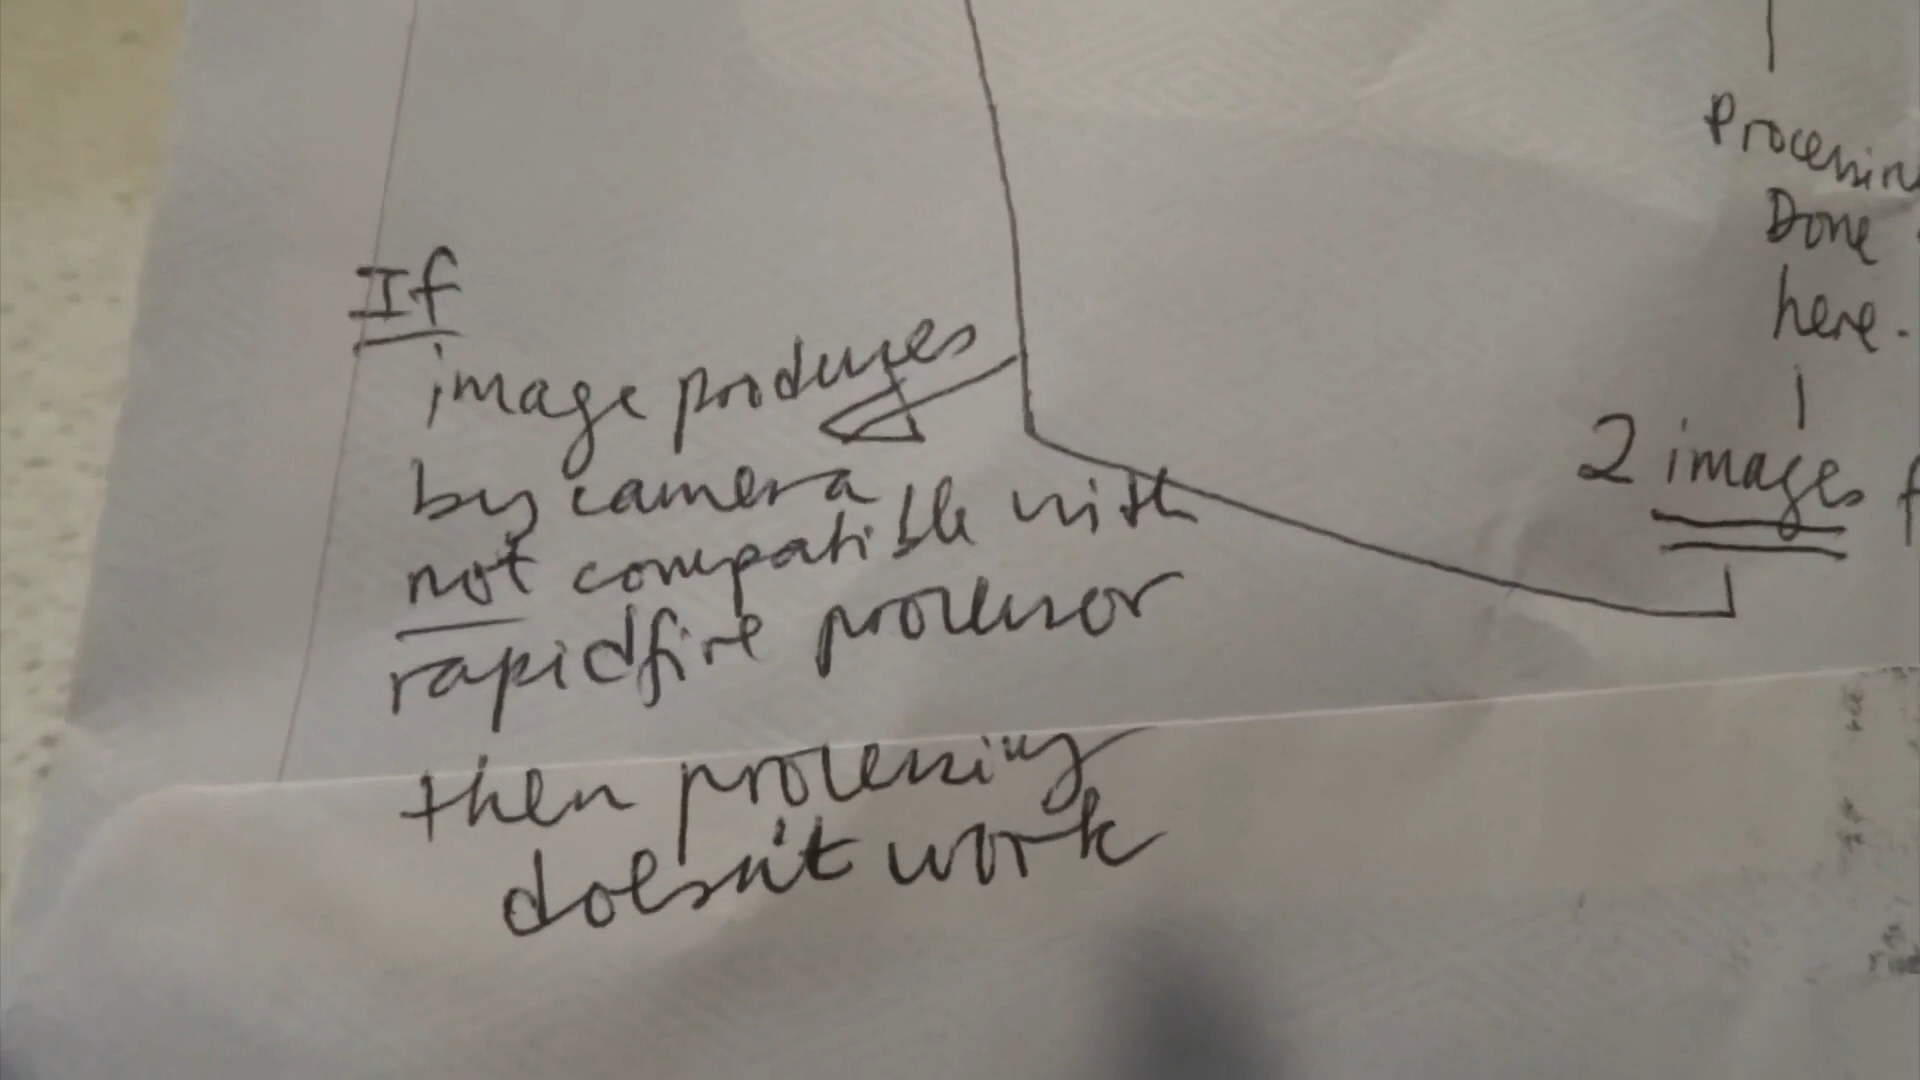 If
image produces
by camera
not compatible with
rapidfire processor
then processing
doesn't work
Processin
Done
here.
2 images f